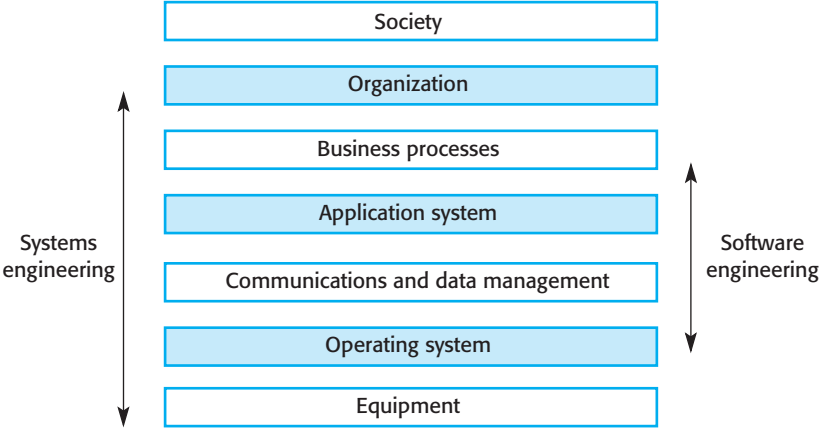 Society
Organization
Business processes
Application system
Systems
engineering
Communications and data management
Software
engineering
Operating system
Equipment